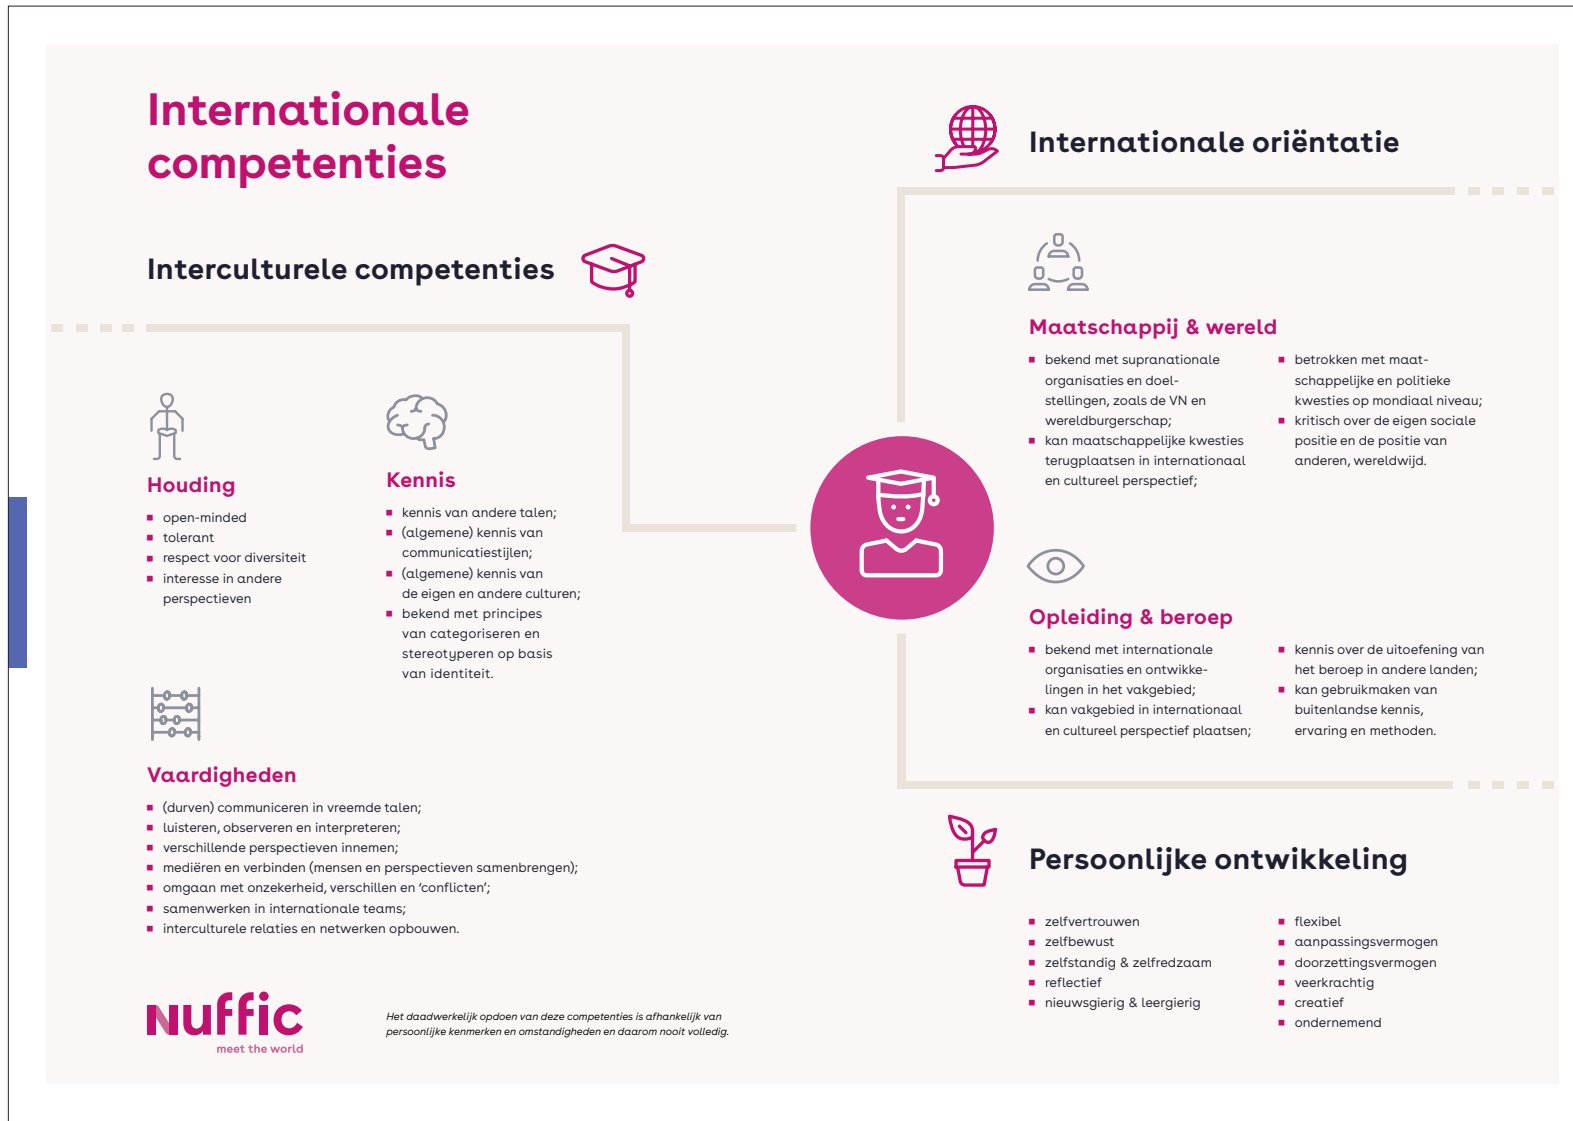 Internationale
competenties
Interculturele competenties
Houding
open-minded
tolerant
respect voor diversiteit
interesse in andere
perspectieven
Kennis
kennis van andere talen;
(algemene) kennis van
communicatiestijlen;
(algemene) kennis van
de eigen en andere culturen;
bekend met principes
van categoriseren en
stereotyperen op basis
van identiteit.
Vaardigheden
(durven) communiceren in vreemde talen;
luisteren, observeren en interpreteren;
verschillende perspectieven innemen;
mediëren en verbinden (mensen en perspectieven samenbrengen);
omgaan met onzekerheid, verschillen en ‘conflicten’;
samenwerken in internationale teams;
interculturele relaties en netwerken opbouwen.
Internationale oriëntatie
Maatschappij & wereld
bekend met supranationale
organisaties en doel-
stellingen, zoals de VN en
wereldburgerschap;
kan maatschappelijke kwesties
terugplaatsen in internationaal
en cultureel perspectief;
betrokken met maat-
schappelijke en politieke
kwesties op mondiaal niveau;
kritisch over de eigen sociale
positie en de positie van
anderen, wereldwijd.
Opleiding & beroep
bekend met internationale
organisaties en ontwikke-
lingen in het vakgebied;
kan vakgebied in internationaal
en cultureel perspectief plaatsen;
kennis over de uitoefening van
het beroep in andere landen;
kan gebruikmaken van
buitenlandse kennis,
ervaring en methoden.
Persoonlijke ontwikkeling
zelfvertrouwen
zelfbewust
zelfstandig & zelfredzaam
reflectief
nieuwsgierig & leergierig
flexibel
aanpassingsvermogen
doorzettingsvermogen
veerkrachtig
creatief
ondernemend
Nuffic
meet the world
Het daadwerkelijk opdoen van deze competenties is afhankelijk van
persoonlijke kenmerken en omstandigheden en daarom nooit volledig.